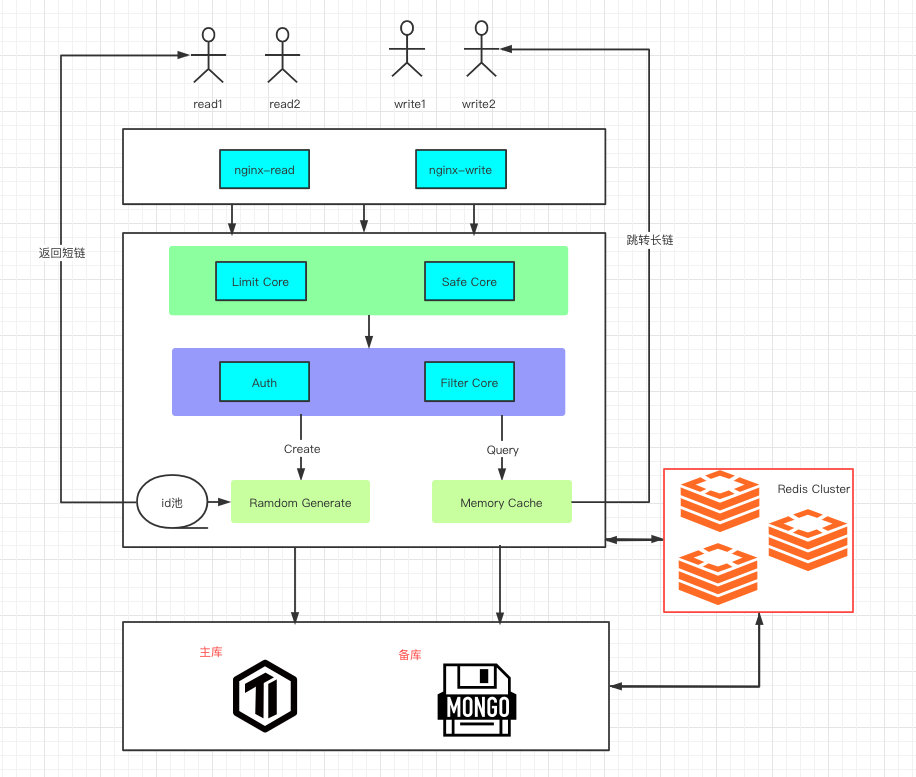 read1
read2
write1
write2
nginx-read
nginx-write
返回短链
跳转长链
Limit Core
Safe Core
Auth
Filter Core
Create
Query
id池
Ramdom Generate
Memory Cache
Redis Cluster
主库
备库
MONGO